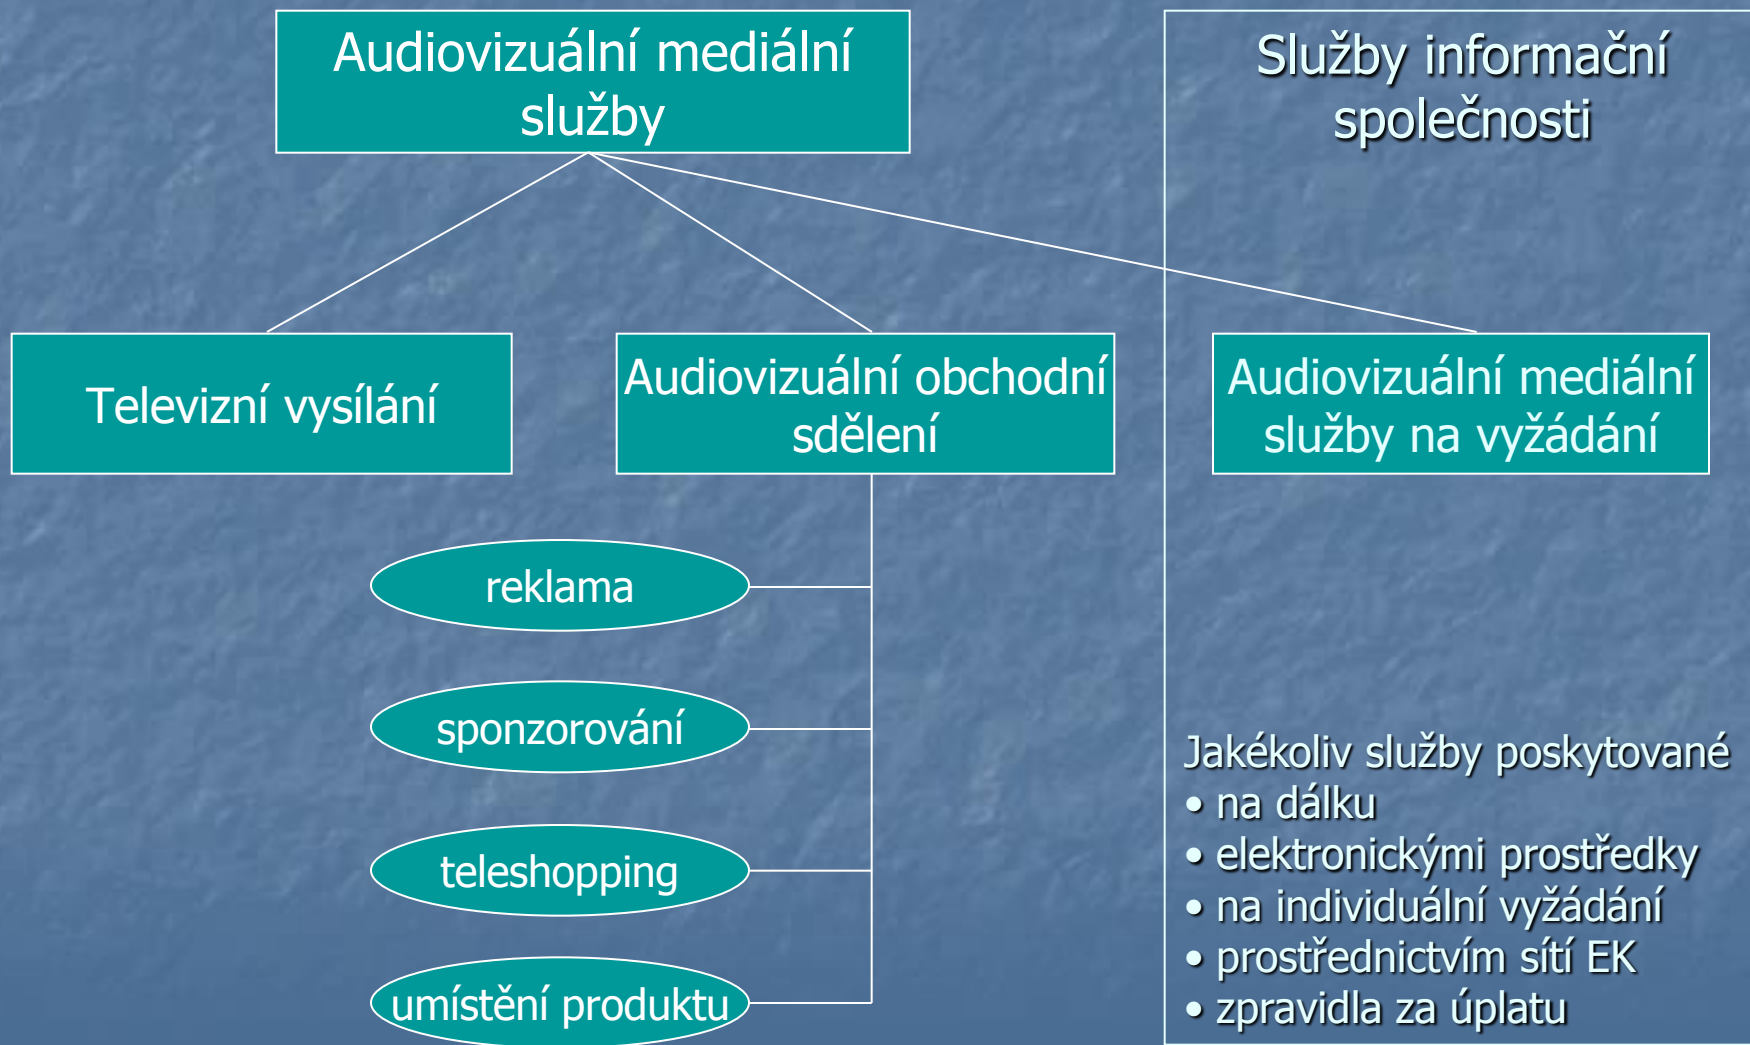 Audiovizuální mediální
služby
Služby informační
společnosti
Televizní vysílání
Audiovizuální obchodní
sdělení
Audiovizuální mediální
služby na vyžádání
reklama
sponzorování
teleshopping
umístění produktu
Jakékoliv služby poskytované
• na dálku
• elektronickými prostředky
• na individuální vyžádání
• prostřednictvím sítí EK
• zpravidla za úplatu